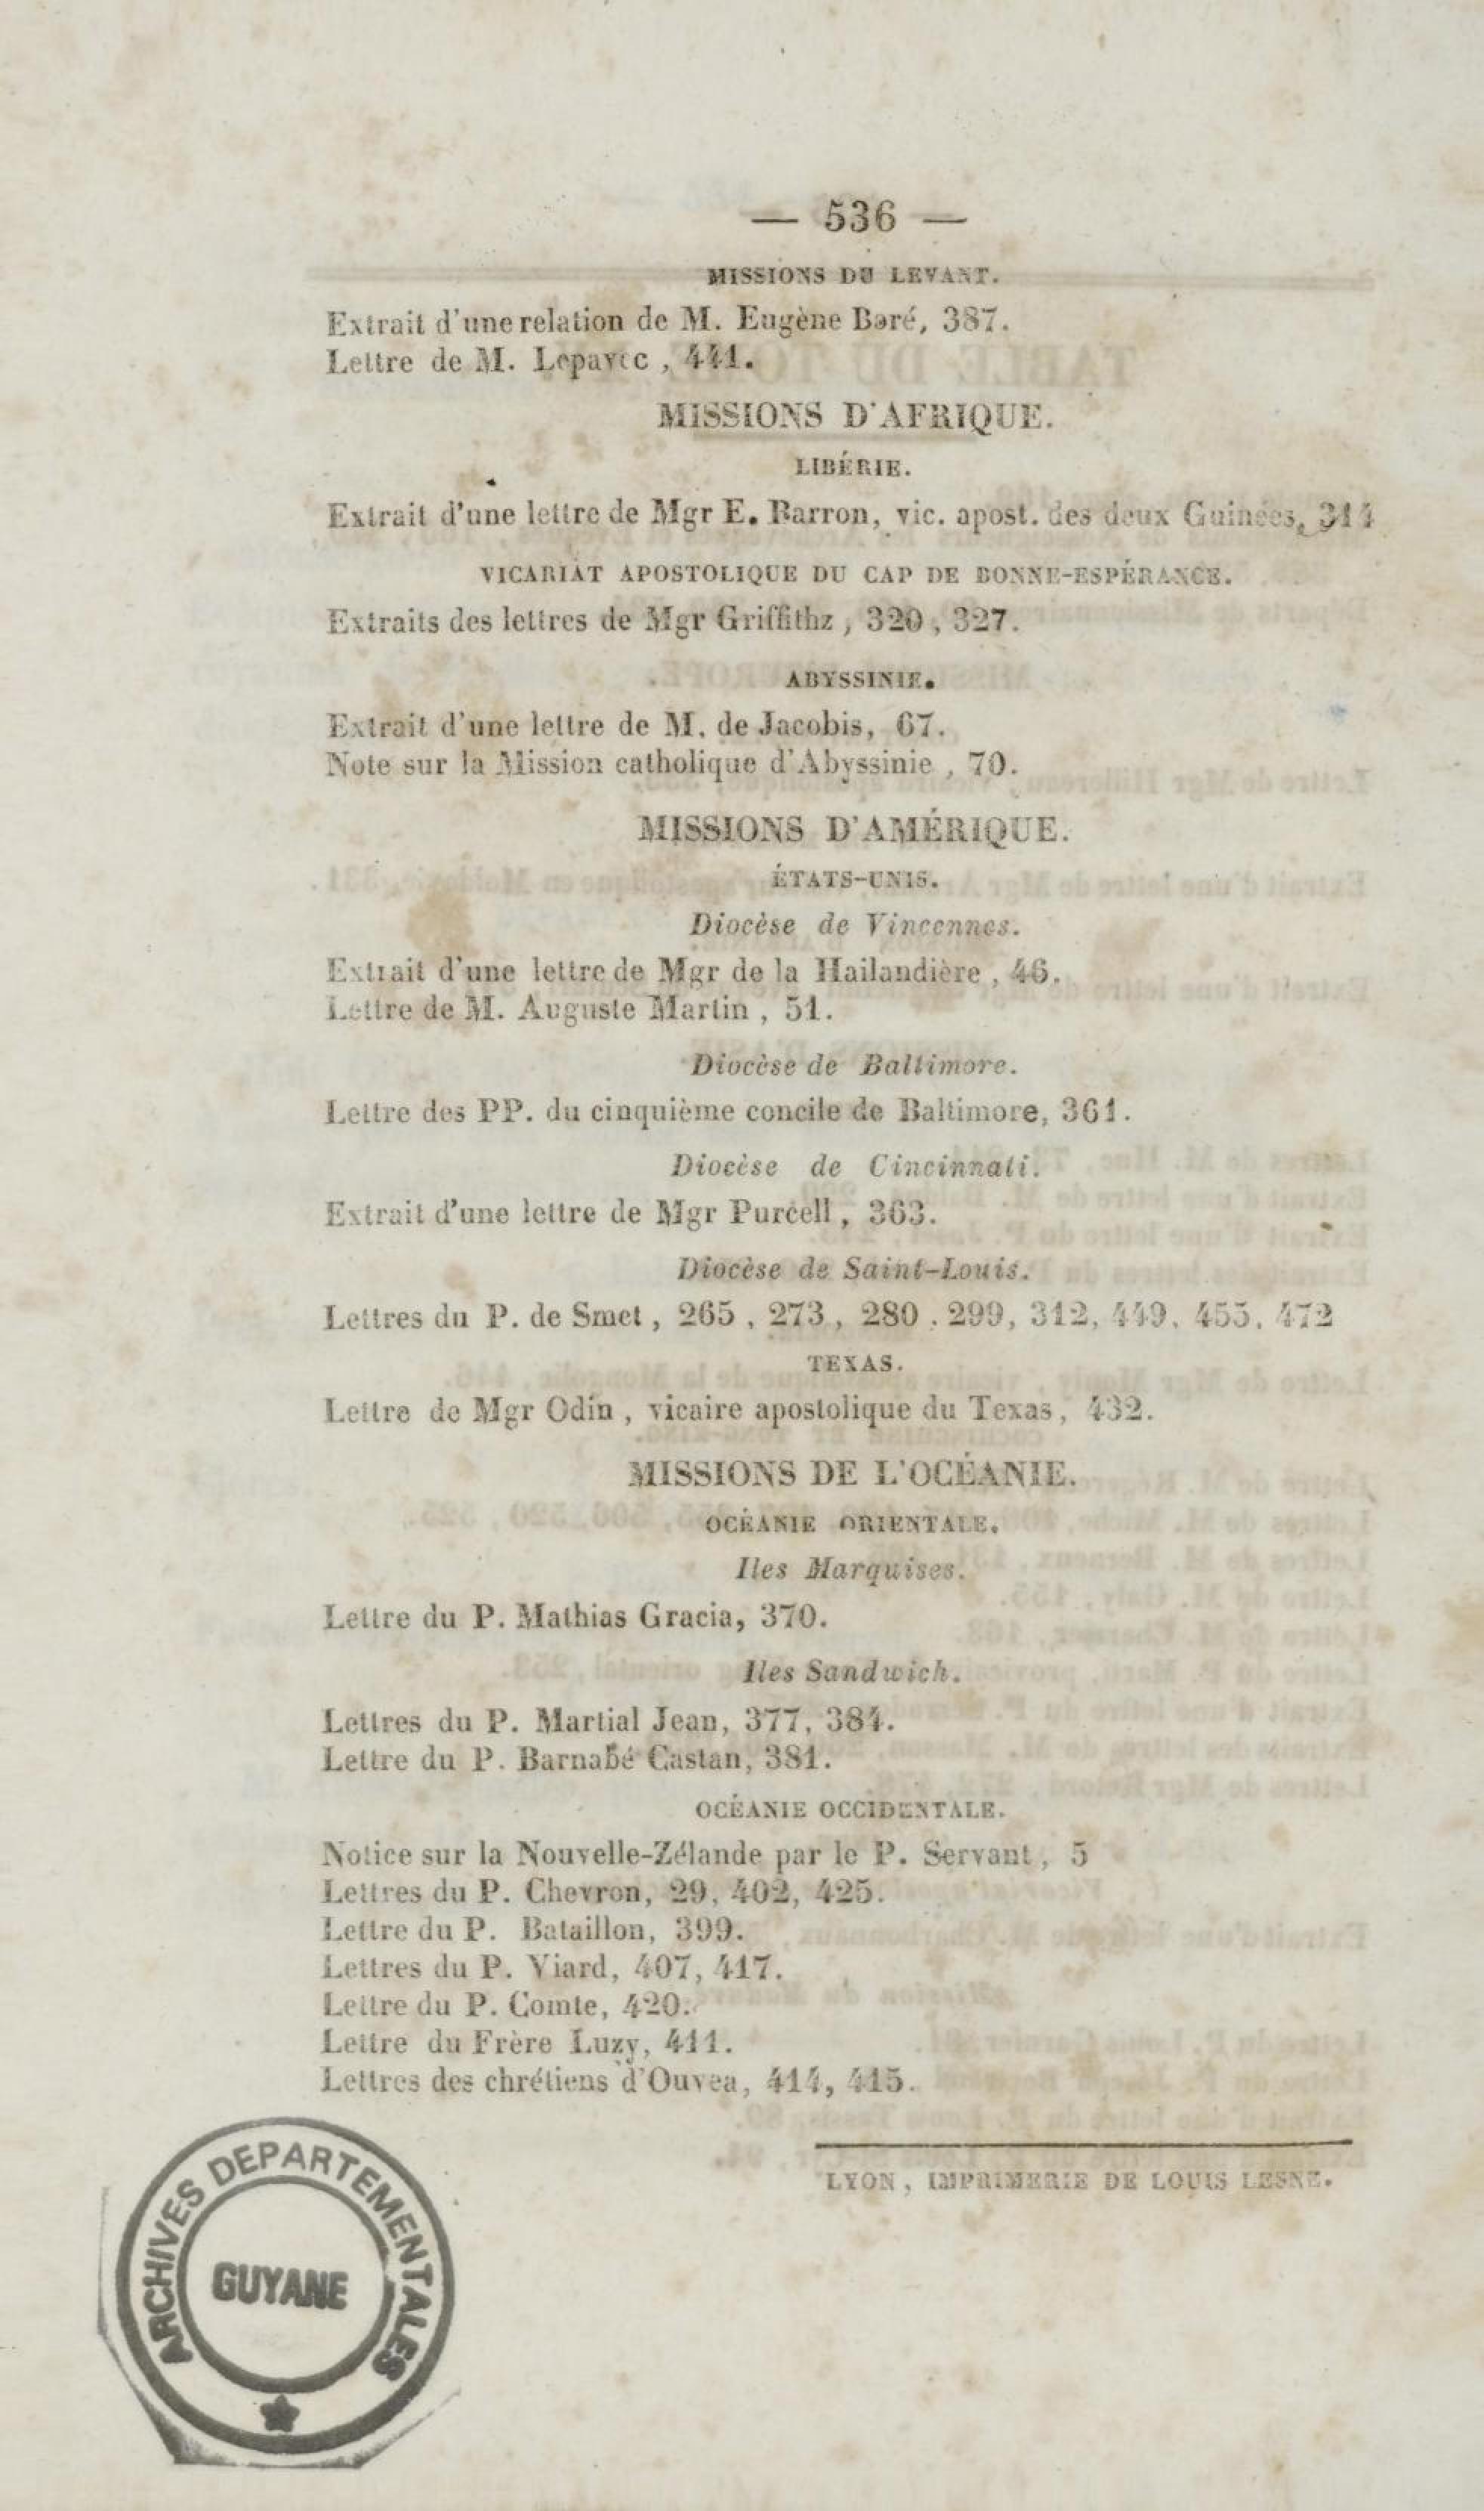 — 536 —
MISSIONS DU LEVANT.
Extrait d'une relation de M. Eugène Boré, 387.
Lettre de M. Lepavec , 441.
MISSIONS D'AFRIQUE.
LIBÉRIE.
Extrait d'une lettre de Mgr E. Barron, vic. apost. des deux Guinées, 314
VICARIAT APOSTOLIQUE DU CAP DE BONNE-ESPÉRANCE.
Extraits des lettres de Mgr Griffithz , 320 , 327.
ABYSSINIE.
Extrait d'une lettre de M. de Jacobis, 67.
Note sur la Mission catholique d'Abyssinie , 70.
MISSIONS D'AMÉRIQUE.
ÉTATS-UNIS.
Diocèse de Vincennes.
Extrait d'une lettre de Mgr de la Hailandière , 46.
Lettre de M. Auguste Martin , 51.
Diocèse de Baltimore.
Lettre des PP. du cinquième concile de Baltimore, 361.
Diocèse de Cincinnati.
Extrait d'une lettre de Mgr Purcell , 363.
Diocèse de Saint-Louis.
Lettres du P. de Smet , 265 , 273 , 280 , 299, 312, 449, 455, 472
TEXAS.
Lettre de Mgr Odin , vicaire apostolique du Texas, 432.
MISSIONS DE L'OCÉANIE.
OCÉANIE ORIENTALE.
Iles Marquises.
Lettre du P. Mathias Gracia, 370.
Iles Sandwich.
Lettres du P. Martial Jean, 377, 384.
Lettre du P. Barnabé Castan, 381.
OCÉANIE OCCIDENTALE.
Notice sur la Nouvelle-Zélande par le P. Servant , 5
Lettres du P. Chevron, 29, 402, 425.
Lettre du P. Bataillon, 399.
Lettres du P. Viard, 407, 417.
Lettre du P. Comte, 420.
Lettre du Frère Luzy, 411.
Lettres des chrétiens d'Ouvea, 414, 415.
LYON , IMPRIMERIE DE LOUIS LESNE.
ARCHIVES DEPARTEMENTALES
GUYANE